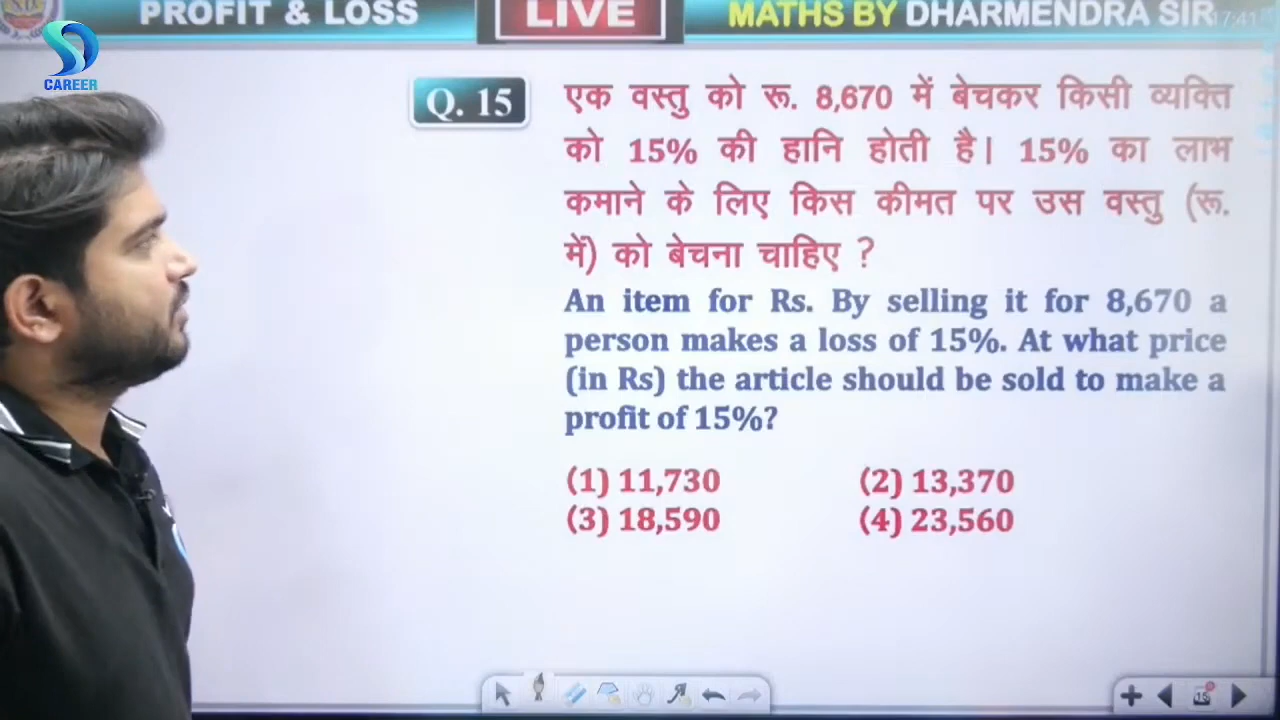 PROFIT & LOSS
LIVE
MATHS BY DHARMENDRA SIR
17:41
CAREER
Q. 15
एक वस्तु को रू. 8,670 में बेचकर किसी व्यक्ति
को 15% की हानि होती है। 15% का लाभ
कमाने के लिए किस कीमत पर उस वस्तु (रू.
में) को बेचना चाहिए ?
An item for Rs. By selling it for 8,670 a
person makes a loss of 15%. At what price
(in Rs) the article should be sold to make a
profit of 15%?
(1) 11,730 (2) 13,370
(3) 18,590 (4) 23,560
15